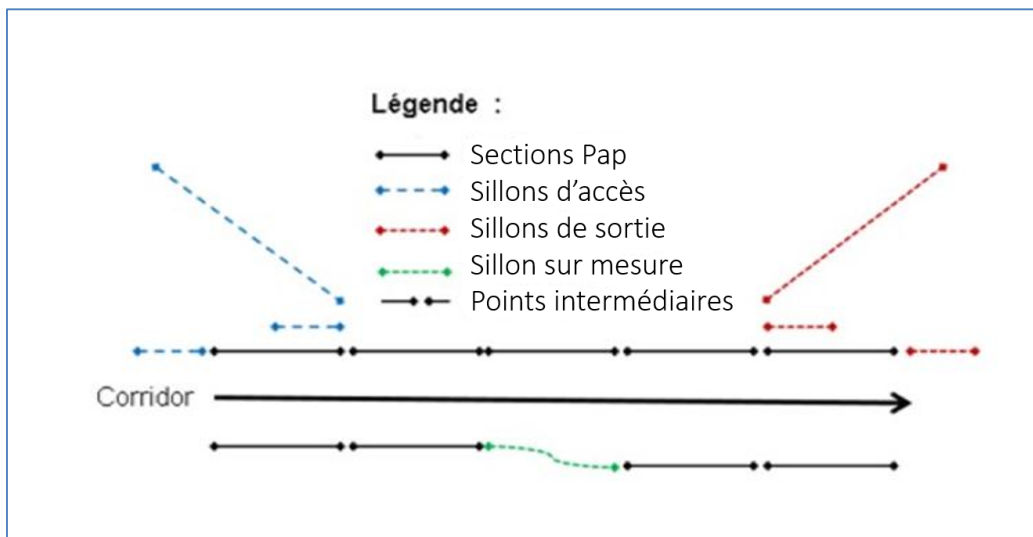 Légende :
Sections Pap
Sillons d’accès
Sillons de sortie
Sillon sur mesure
Points intermédiaires
Corridor